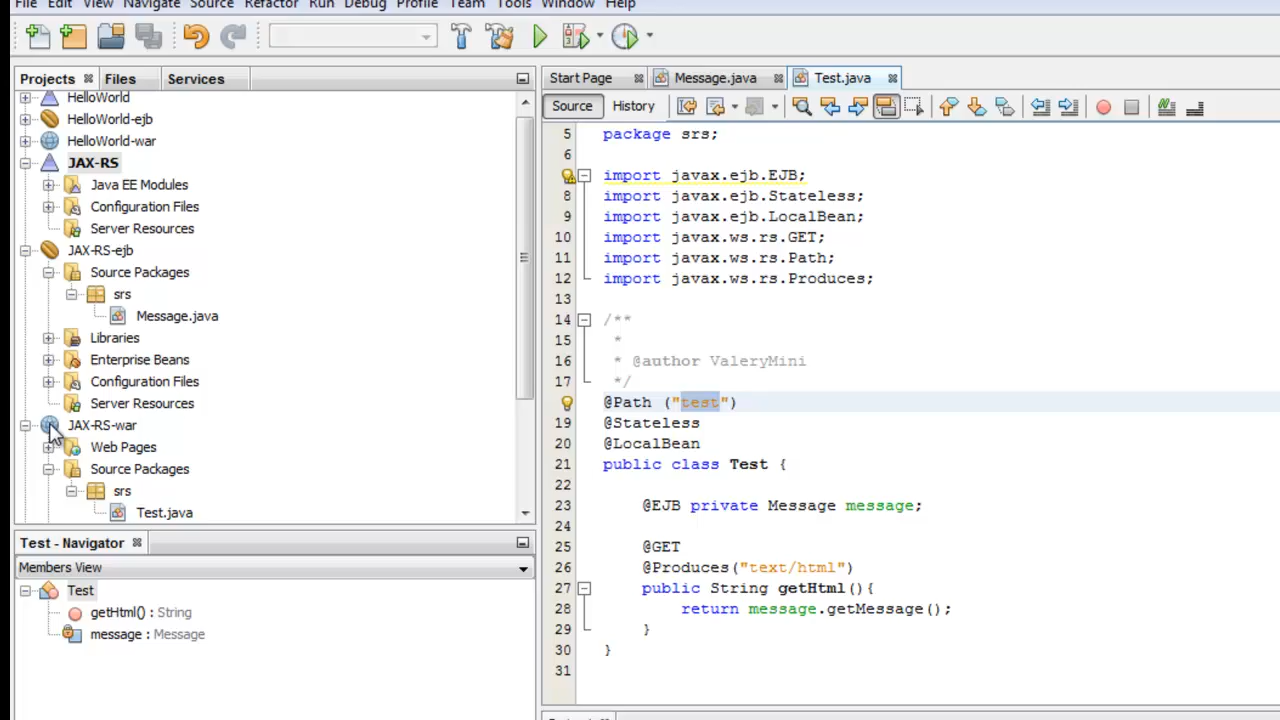 File Edit View Navigate Source Refactor Run Debug Profile Team Tools Window Help
Projects Files Services
HelloWorld
HelloWorld-ejb
HelloWorld-war
JAX-RS
Java EE Modules
Configuration Files
Server Resources
JAX-RS-ejb
Source Packages
srs
Message.java
Libraries
Enterprise Beans
Configuration Files
Server Resources
JAX-RS-war
Web Pages
Source Packages
srs
Test.java
Test - Navigator
Members View
Test
getHtml() : String
message : Message
Start Page Message.java Test.java
Source History
5 package srs;
6
import javax.ejb.EJB;
8 import javax.ejb.Stateless;
9 import javax.ejb.LocalBean;
10 import javax.ws.rs.GET;
11 import javax.ws.rs.Path;
12 import javax.ws.rs.Produces;
13
14 /**
15 *
16 * @author ValeryMini
17 */
@Path ("test")
19 @Stateless
20 @LocalBean
21 public class Test {
22
23 @EJB private Message message;
24
25 @GET
26 @Produces("text/html")
27 public String getHtml(){
28 return message.getMessage();
29 }
30 }
31